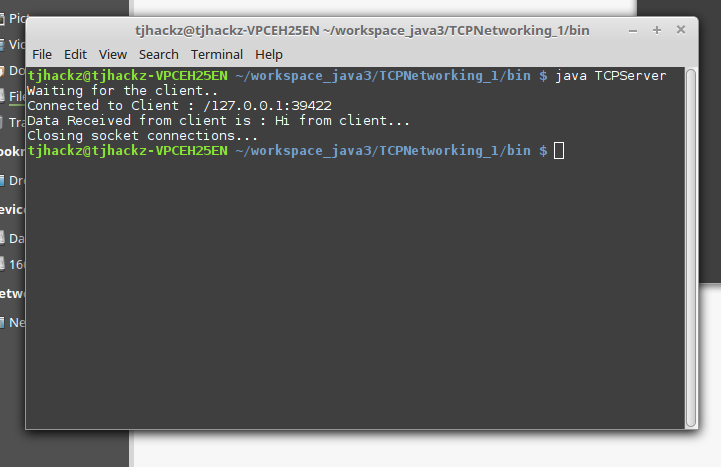 tjhackz@tjhackz-VPCEH25EN ~/workspace_java3/TCPNetworking_1/bin
File Edit View Search Terminal Help
tjhackz@tjhackz-VPCEH25EN ~/workspace_java3/TCPNetworking_1/bin $ java TCPServer
Waiting for the client..
Connected to Client : /127.0.0.1:39422
Data Received from client is : Hi from client...
Closing socket connections...
tjhackz@tjhackz-VPCEH25EN ~/workspace_java3/TCPNetworking_1/bin $